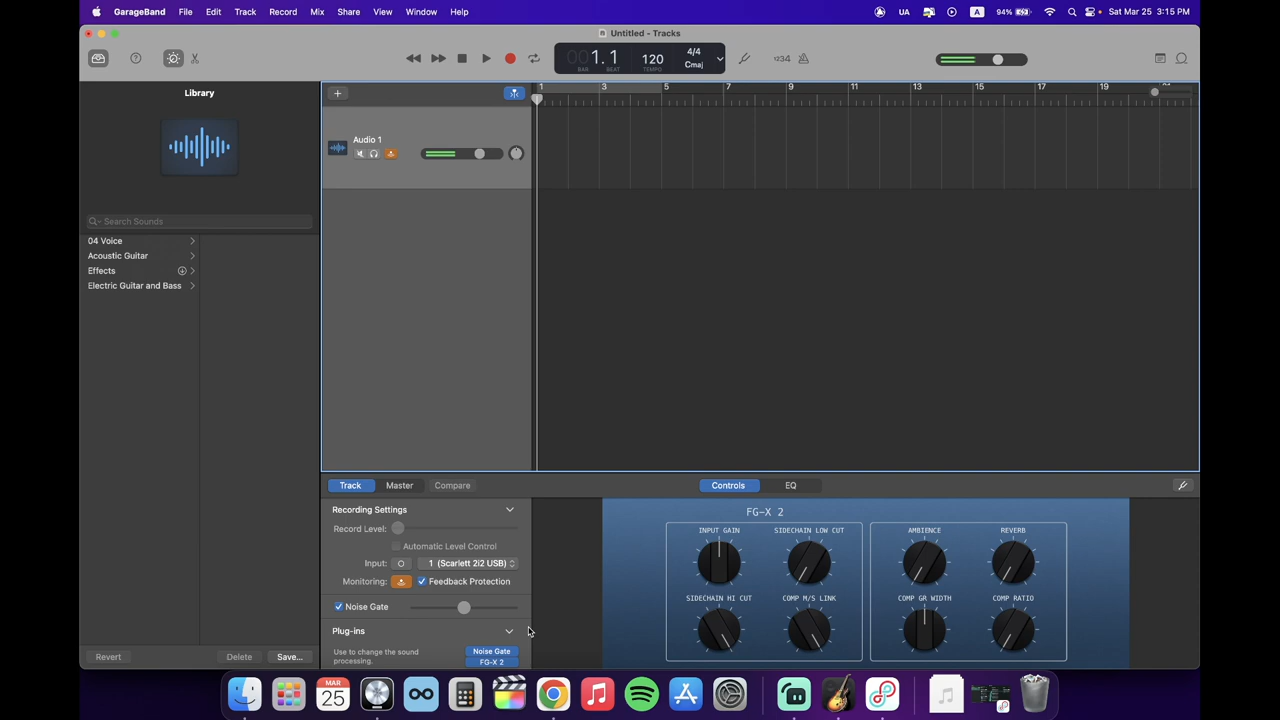 GarageBand File Edit Track Record Mix Share View Window Help
UA A 94% Sat Mar 25 3:15 PM
Untitled - Tracks
001.1 120 4/4
BAR BEAT TEMPO Cmaj
1234
Library
1 3 5 7 9 11 13 15 17 19
Audio 1
Search Sounds
04 Voice
Acoustic Guitar
Effects
Electric Guitar and Bass
Track Master Compare Controls EQ
Recording Settings
Record Level:
Automatic Level Control
Input: 1 (Scarlett 2i2 USB)
Monitoring: Feedback Protection
Noise Gate
Plug-ins
Use to change the sound
processing.
Noise Gate
FG-X 2
FG-X 2
INPUT GAIN SIDECHAIN LOW CUT AMBIENCE REVERB
SIDECHAIN HI CUT COMP M/S LINK COMP GR WIDTH COMP RATIO
Revert Delete Save...
MAR
25